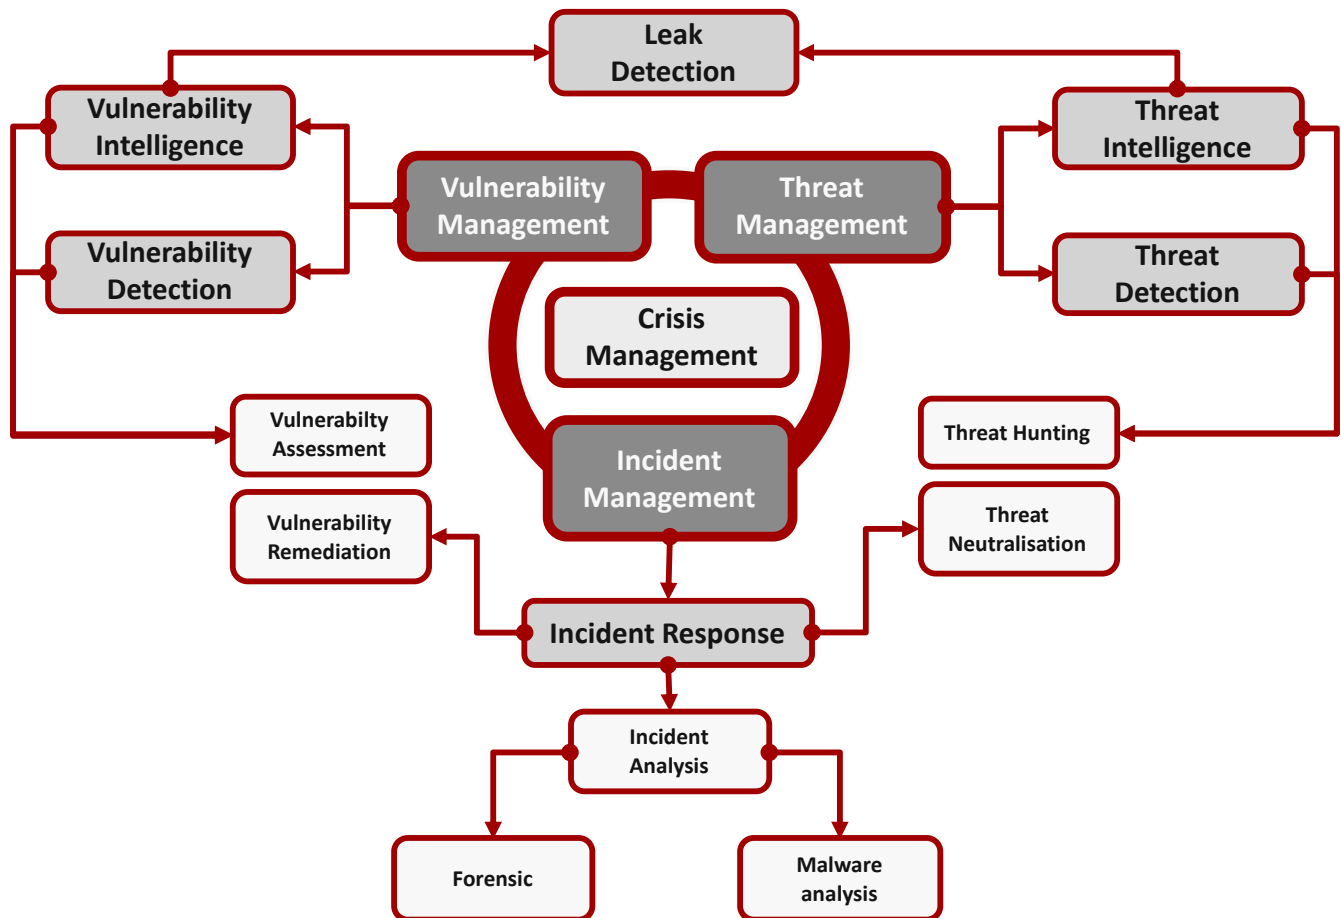 Leak
Detection
Vulnerability
Intelligence
Threat
Intelligence
Vulnerability
Management
Threat
Management
Vulnerability
Detection
Threat
Detection
Crisis
Management
Vulnerabilty
Assessment
Threat Hunting
Incident
Management
Vulnerability
Remediation
Threat
Neutralisation
Incident Response
Incident
Analysis
Forensic
Malware
analysis